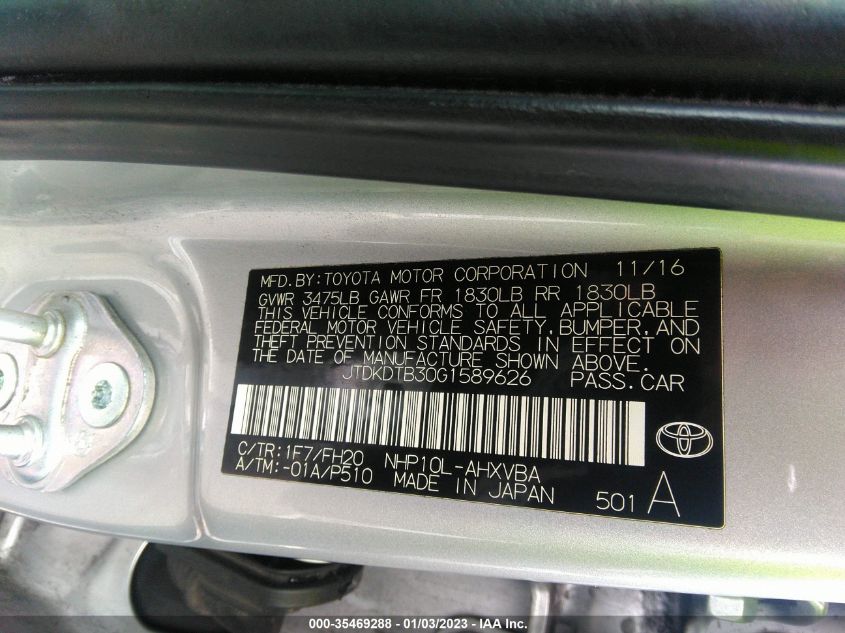 MFD.BY:TOYOTA MOTOR CORPORATION 11/16
GVWR 3475LB GAWR FR 1830LB RR 1830LB
THIS VEHICLE CONFORMS TO ALL APPLICABLE
FEDERAL MOTOR VEHICLE SAFETY,BUMPER,AND
THEFT PREVENTION STANDARDS IN EFFECT ON
THE DATE OF MANUFACTURE SHOWN ABOVE.
JTDKDTB30G1589626 PASS.CAR
C/TR:1F7/FH20 NHP10L-AHXVBA
A/TM:-01A/P510 MADE IN JAPAN 501 A
000-35469288 - 01/03/2023 - © IAA Inc.